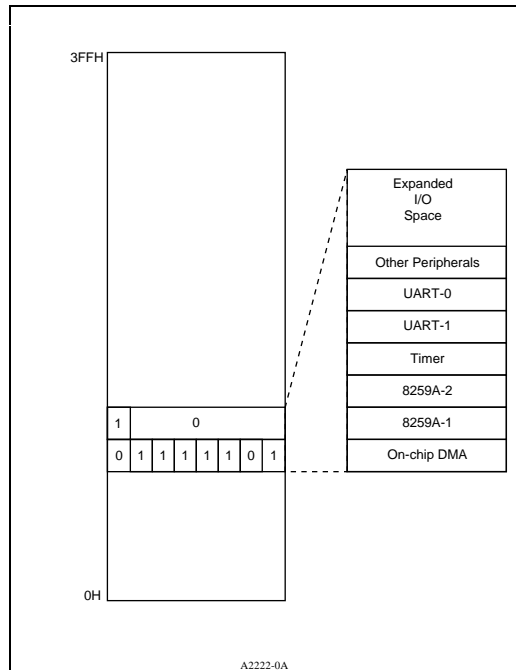 3FFH
Expanded
I/O
Space
Other Peripherals
UART-0
UART-1
Timer
8259A-2
1 0
8259A-1
0 1 1 1 1 1 0 1
On-chip DMA
0H
A2222-0A